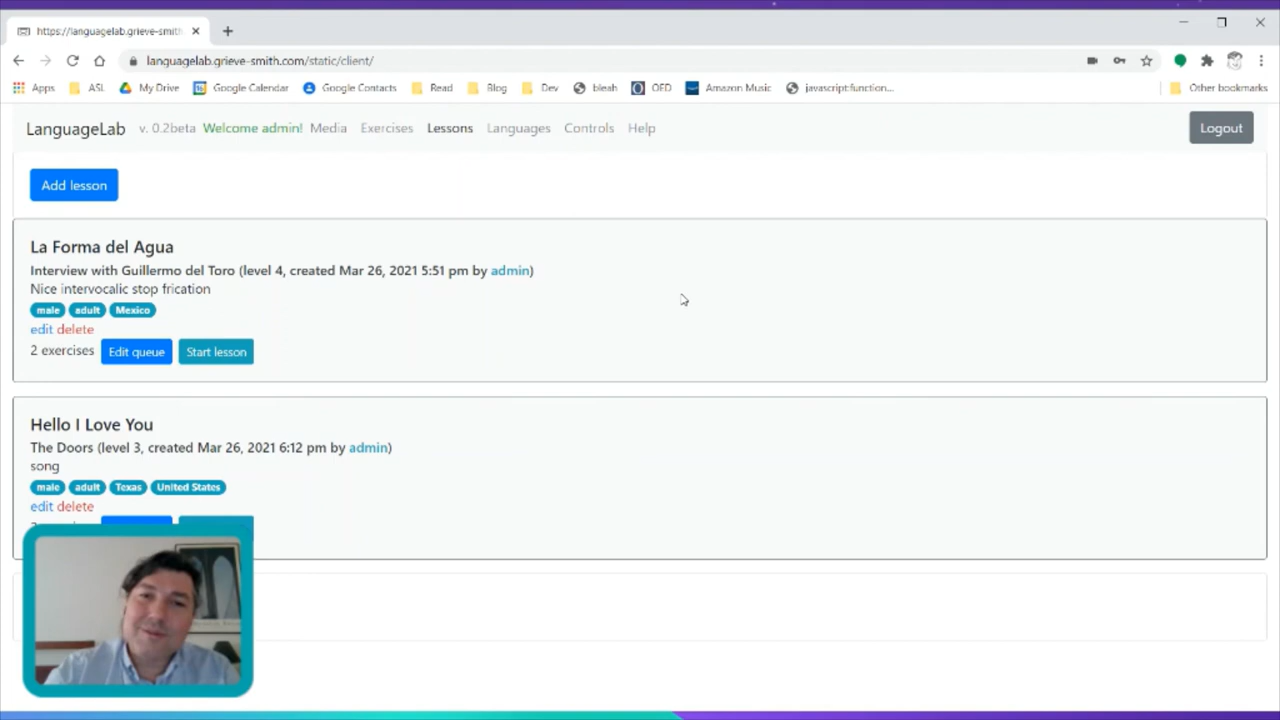 https://languagelab.grieve-smith
languagelab.grieve-smith.com/static/client/
Apps ASL My Drive Google Calendar Google Contacts Read Blog Dev bleah OED Amazon Music javascript:function... Other bookmarks
LanguageLab v. 0.2beta Welcome admin! Media Exercises Lessons Languages Controls Help Logout
Add lesson
La Forma del Agua
Interview with Guillermo del Toro (level 4, created Mar 26, 2021 5:51 pm by admin)
Nice intervocalic stop frication
male adult Mexico
edit delete
2 exercises Edit queue Start lesson
Hello I Love You
The Doors (level 3, created Mar 26, 2021 6:12 pm by admin)
song
male adult Texas United States
edit delete